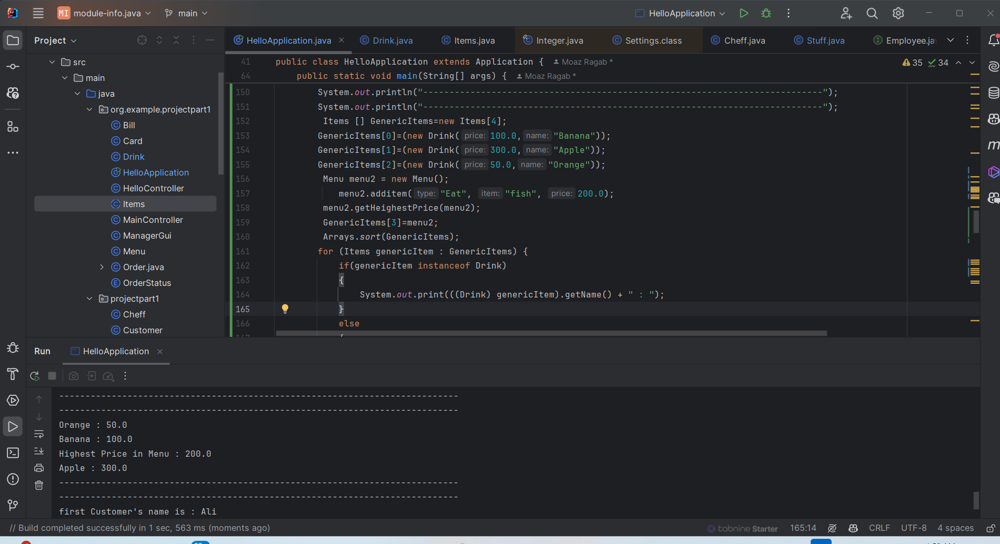 MI module-info.java main HelloApplication
Project
HelloApplication.java Drink.java Items.java Integer.java Settings.class Cheff.java Stuff.java Employee.ja
src
main
java
org.example.projectpart1
Bill
Card
Drink
HelloApplication
HelloController
Items
MainController
ManagerGui
Menu
Order.java
OrderStatus
projectpart1
Cheff
Customer
35 34
41 public class HelloApplication extends Application { Moaz Ragab *
64 public static void main(String[] args) { Moaz Ragab *
150 System.out.println("----------------------------------------------------------------------------");
151 System.out.println("----------------------------------------------------------------------------");
152 Items [] GenericItems=new Items[4];
153 GenericItems[0]=(new Drink( price: 100.0, name: "Banana"));
154 GenericItems[1]=(new Drink( price: 300.0, name: "Apple"));
155 GenericItems[2]=(new Drink( price: 50.0, name: "Orange"));
156 Menu menu2 = new Menu();
157 menu2.additem( type: "Eat", item: "fish", price: 200.0);
158 menu2.getHeighestPrice(menu2);
159 GenericItems[3]=menu2;
160 Arrays.sort(GenericItems);
161 for (Items genericItem : GenericItems) {
162 if(genericItem instanceof Drink)
163 {
164 System.out.print(((Drink) genericItem).getName() + " : ");
165 }
166 else
Run HelloApplication
----------------------------------------------------------------------------
----------------------------------------------------------------------------
Orange : 50.0
Banana : 100.0
Highest Price in Menu : 200.0
Apple : 300.0
----------------------------------------------------------------------------
----------------------------------------------------------------------------
first Customer's name is : Ali
// Build completed successfully in 1 sec, 563 ms (moments ago) tabnine Starter 165:14 CRLF UTF-8 4 spaces